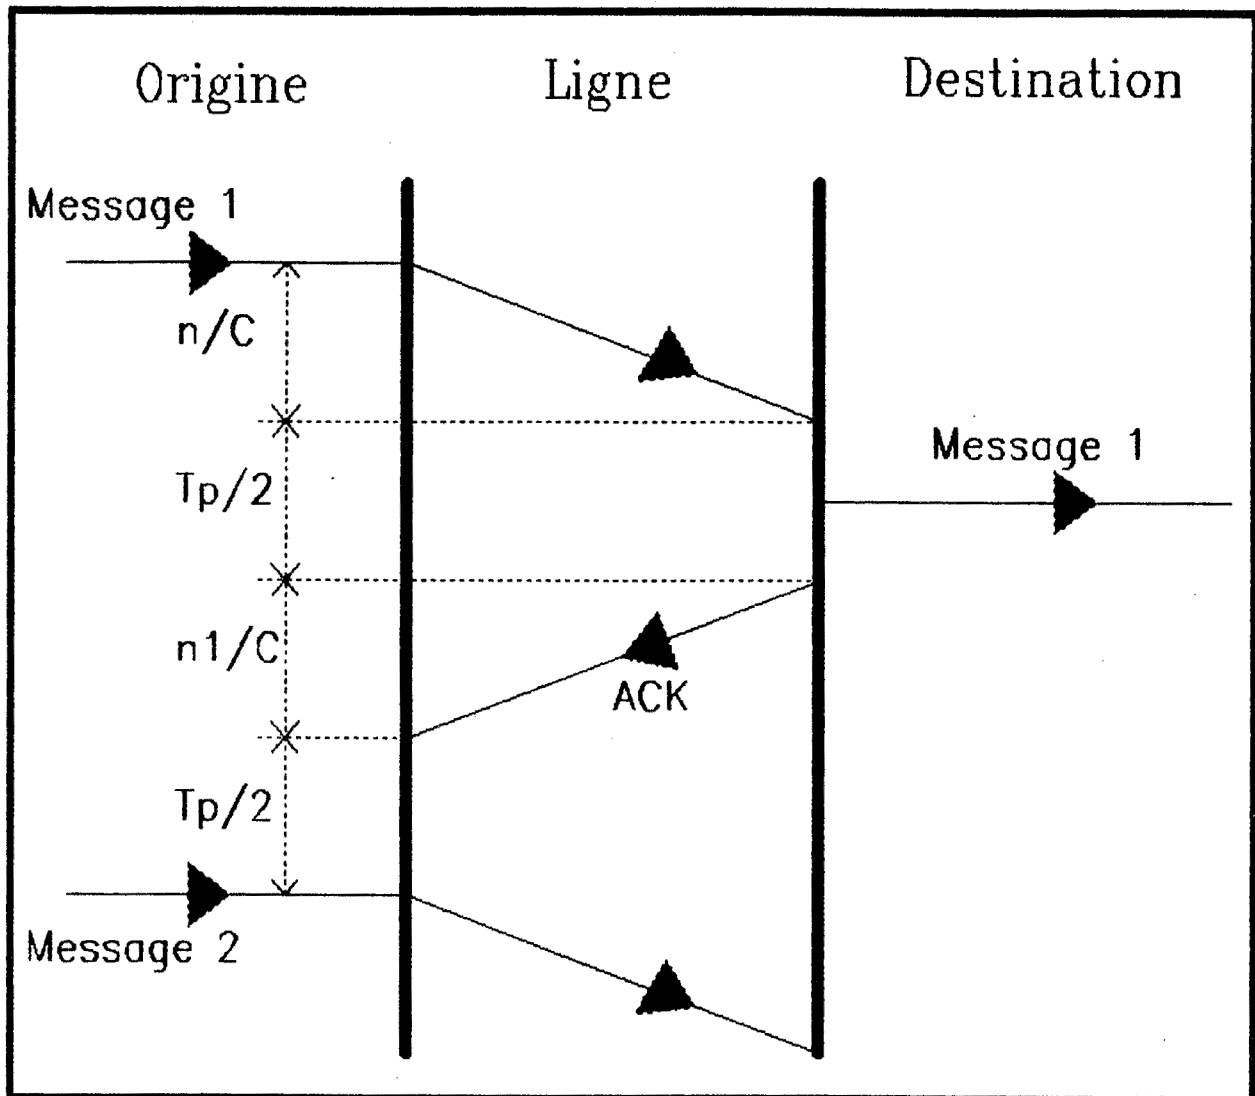 Origine
Ligne
Destination
Message 1
n/C
Message 1
Tp/2
n1/C
ACK
Tp/2
Message 2